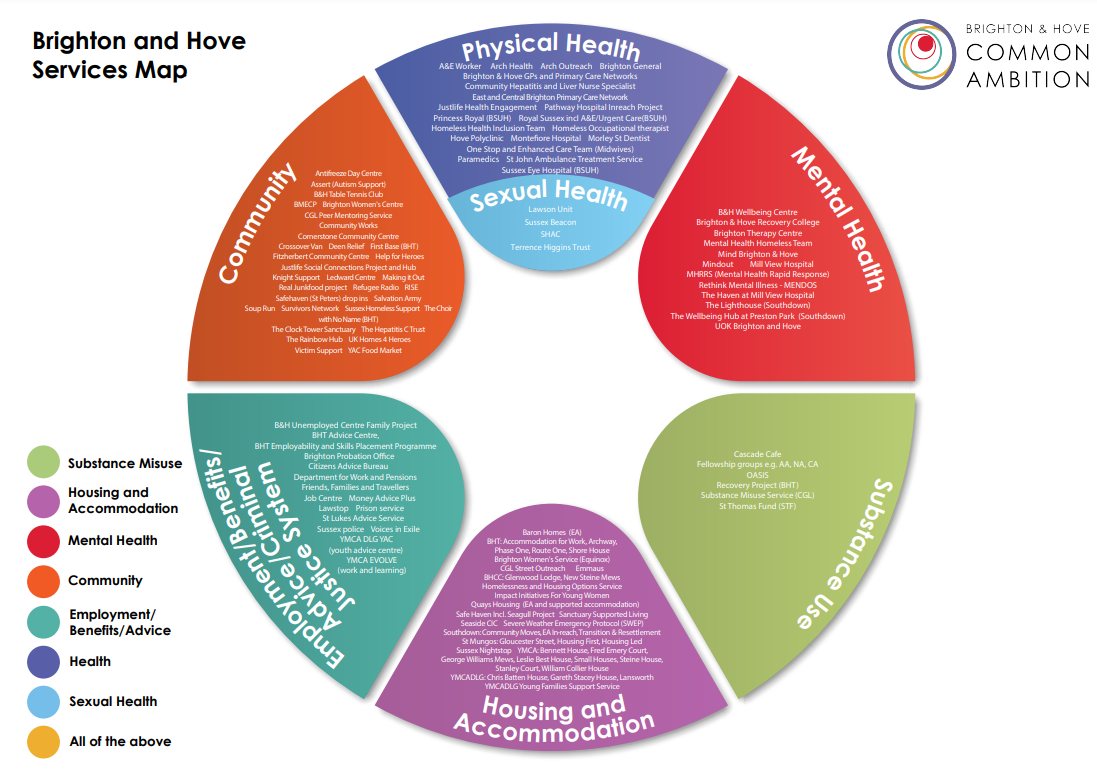 Brighton and Hove
Services Map
BRIGHTON & HOVE
COMMON
AMBITION
Physical Health
A&E Worker Arch Health Arch Outreach Brighton General
Brighton & Hove GPs and Primary Care Networks
Community Hepatitis and Liver Nurse Specialist
East and Central Brighton Primary Care Network
Justlife Health Engagement Pathway Hospital Inreach Project
Princess Royal (BSUH) Royal Sussex incl A&E/Urgent Care(BSUH)
Homeless Health Inclusion Team Homeless Occupational therapist
Hove Polyclinic Montefiore Hospital Morley St Dentist
One Stop and Enhanced Care Team (Midwives)
Paramedics St John Ambulance Treatment Service
Sussex Eye Hospital (BSUH)
Sexual Health
Lawson Unit
Sussex Beacon
SHAC
Terrence Higgins Trust
Mental Health
B&H Wellbeing Centre
Brighton & Hove Recovery College
Brighton Therapy Centre
Mental Health Homeless Team
Mind Brighton & Hove
Mindout Mill View Hospital
MHRRS (Mental Health Rapid Response)
Rethink Mental Illness - MENDOS
The Haven at Mill View Hospital
The Lighthouse (Southdown)
The Wellbeing Hub at Preston Park (Southdown)
UOK Brighton and Hove
Community
Antifreeze Day Centre
Assert (Autism Support)
B&H Table Tennis Club
BMECP Brighton Women's Centre
CGL Peer Mentoring Service
Community Works
Cornerstone Community Centre
Crossover Van Deen Relief First Base (BHT)
Fitzherbert Community Centre Help for Heroes
Justlife Social Connections Project and Hub
Knight Support Ledward Centre Making it Out
Real Junkfood project Refugee Radio RISE
Safehaven (St Peters) drop ins Salvation Army
Soup Run Survivors Network Sussex Homeless Support The Choir
with No Name (BHT)
The Clock Tower Sanctuary The Hepatitis C Trust
The Rainbow Hub UK Homes 4 Heroes
Victim Support YAC Food Market
Employment/Benefits/
Advice/Criminal
Justice System
B&H Unemployed Centre Family Project
BHT Advice Centre,
BHT Employability and Skills Placement Programme
Brighton Probation Office
Citizens Advice Bureau
Department for Work and Pensions
Friends, Families and Travellers
Job Centre Money Advice Plus
Lawstop Prison service
St Lukes Advice Service
Sussex police Voices in Exile
YMCA DLG YAC
(youth advice centre)
YMCA EVOLVE
(work and learning)
Substance Use
Cascade Cafe
Fellowship groups e.g. AA, NA, CA
OASIS
Recovery Project (BHT)
Substance Misuse Service (CGL)
St Thomas Fund (STF)
Baron Homes (EA)
BHT: Accommodation for Work, Archway,
Phase One, Route One, Shore House
Brighton Women's Service (Equinox)
CGL Street Outreach Emmaus
BHCC: Glenwood Lodge, New Steine Mews
Homelessness and Housing Options Service
Impact Initiatives For Young Women
Quays Housing (EA and supported accommodation)
Safe Haven Incl. Seagull Project Sanctuary Supported Living
Seaside CIC Severe Weather Emergency Protocol (SWEP)
Southdown: Community Moves, EA In-reach, Transition & Resettlement
St Mungos: Gloucester Street, Housing First, Housing Led
Sussex Nightstop YMCA: Bennett House, Fred Emery Court,
George Williams Mews, Leslie Best House, Small Houses, Steine House,
Stanley Court, William Collier House
YMCADLG: Chris Batten House, Gareth Stacey House, Lansworth
YMCADLG Young Families Support Service
Housing and
Accommodation
Substance Misuse
Housing and
Accommodation
Mental Health
Community
Employment/
Benefits/Advice
Health
Sexual Health
All of the above